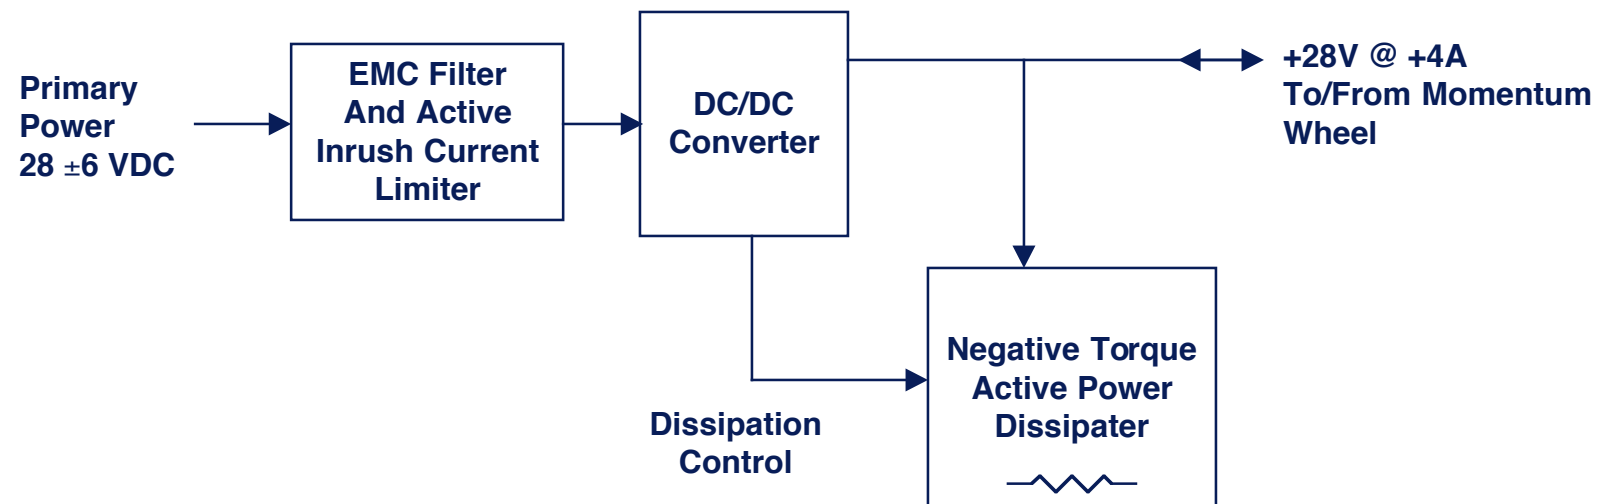 Primary
Power
28 ±6 VDC
EMC Filter
And Active
Inrush Current
Limiter
DC/DC
Converter
+28V @ +4A
To/From Momentum
Wheel
Dissipation
Control
Negative Torque
Active Power
Dissipater